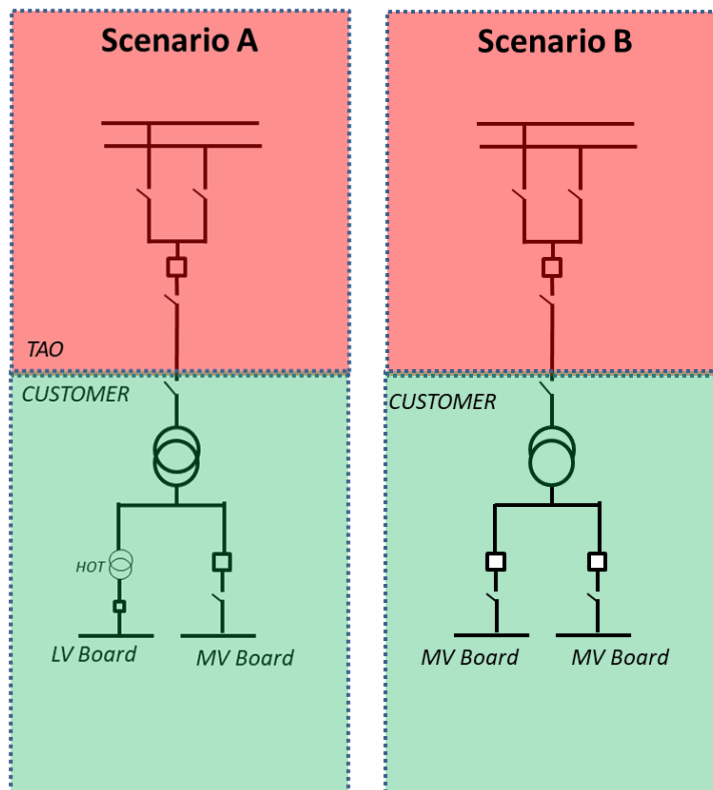 Scenario A
Scenario B
TAO
CUSTOMER
CUSTOMER
HOT
LV Board
MV Board
MV Board
MV Board